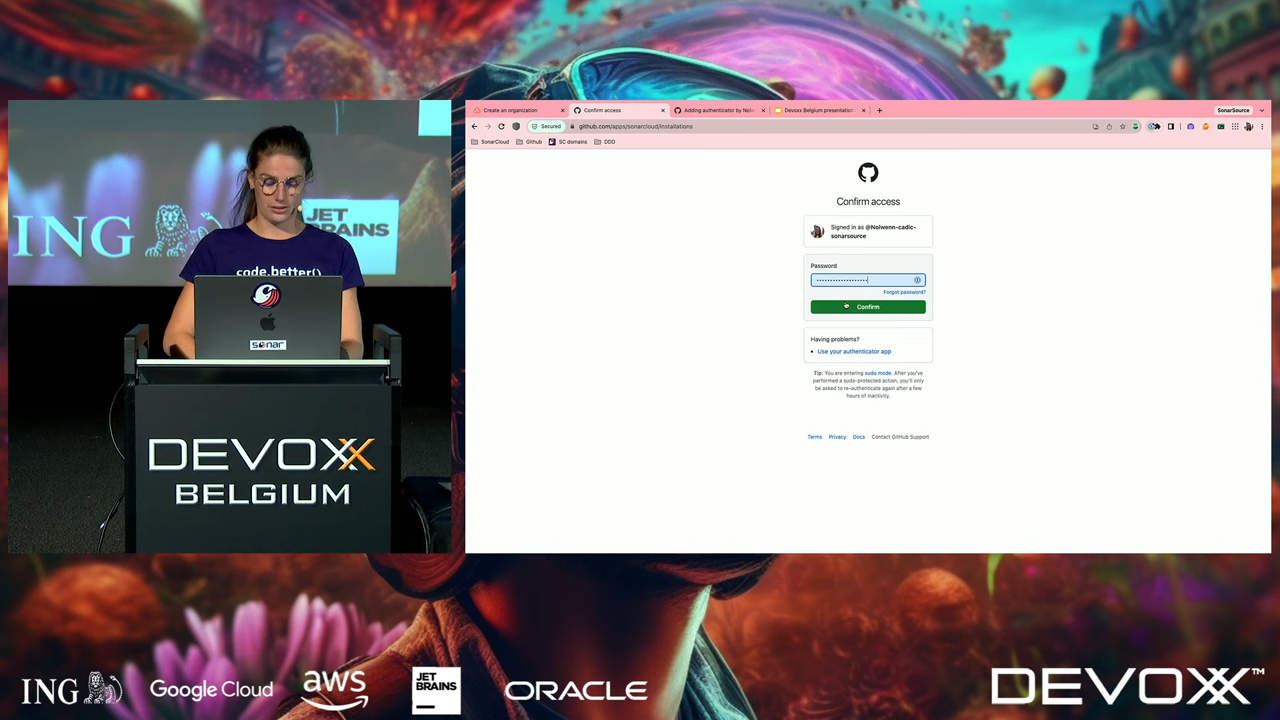 ING
JET
BRAINS
code.better()
sonar
DEVOXX
BELGIUM
Create an organization
Confirm access
Adding authenticator by Nolw
Devoxx Belgium presentation
SonarSource
Secured
github.com/apps/sonarcloud/installations
SonarCloud
Github
SC domains
DDD
Confirm access
Signed in as @Nolwenn-cadic-
sonarsource
Password
Forgot password?
Confirm
Having problems?
• Use your authenticator app
Tip: You are entering sudo mode. After you've
performed a sudo-protected action, you'll only
be asked to re-authenticate again after a few
hours of inactivity.
Terms Privacy Docs Contact GitHub Support
ING
Google Cloud
aws
JET
BRAINS
ORACLE
DEVOXX™